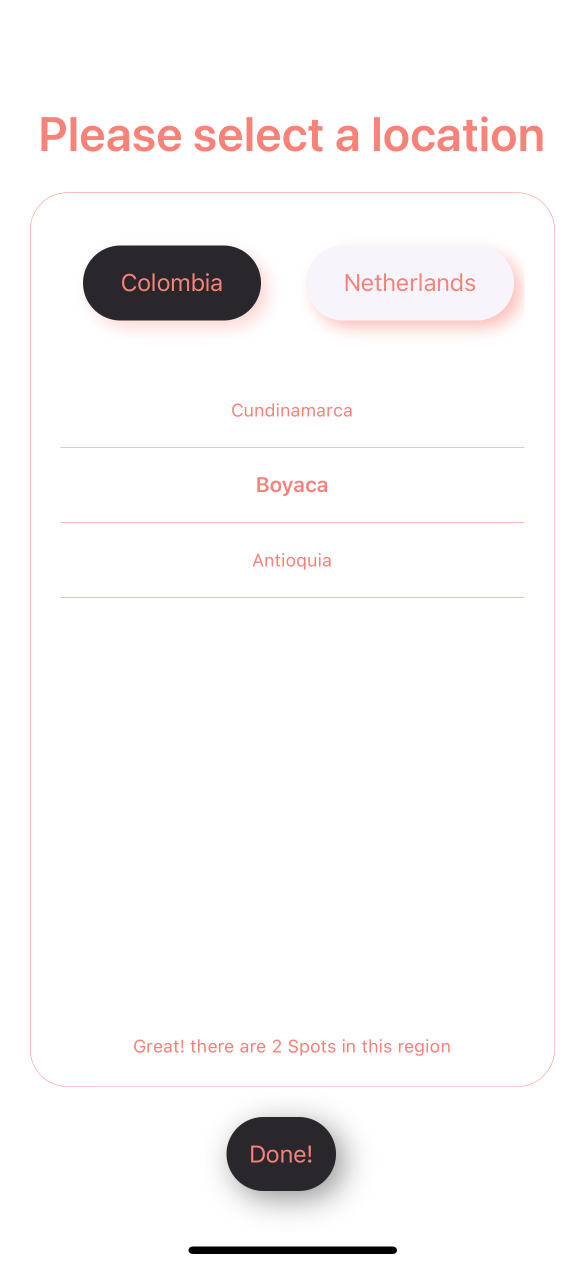 Please select a location
Colombia
Netherlands
Cundinamarca
Boyaca
Antioquia
Great! there are 2 Spots in this region
Done!